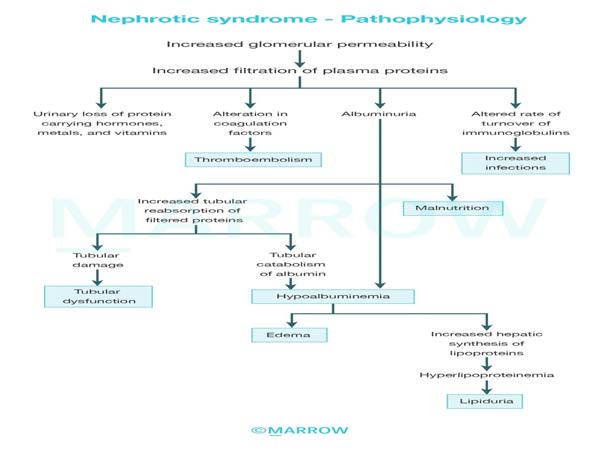 Nephrotic syndrome - Pathophysiology
Increased glomerular permeability
Increased filtration of plasma proteins
Urinary loss of protein
carrying hormones,
metals, and vitamins
Alteration in
coagulation
factors
Albuminuria
Altered rate of
turnover of
immunoglobulins
Thromboembolism
Increased
infections
MARROW
Increased tubular
reabsorption of
filtered proteins
Malnutrition
Tubular
damage
Tubular
catabolism
of albumin
Tubular
dysfunction
Hypoalbuminemia
Edema
Increased hepatic
synthesis of
lipoproteins
Hyperlipoproteinemia
Lipiduria
©MARROW